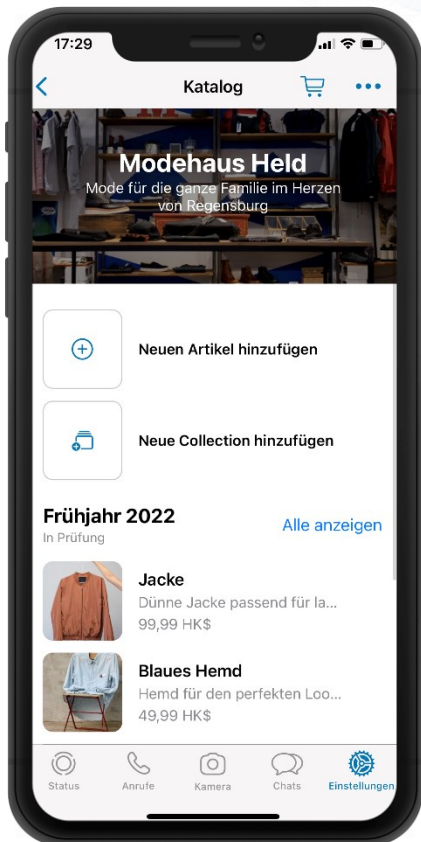 17:29
Katalog
Modehaus Held
Mode für die ganze Familie im Herzen
von Regensburg
Neuen Artikel hinzufügen
Neue Collection hinzufügen
Frühjahr 2022
Alle anzeigen
In Prüfung
Jacke
Dünne Jacke passend für la...
99,99 HK$
Blaues Hemd
Hemd für den perfekten Loo...
49,99 HK$
Status
Anrufe
Kamera
Chats
Einstellungen